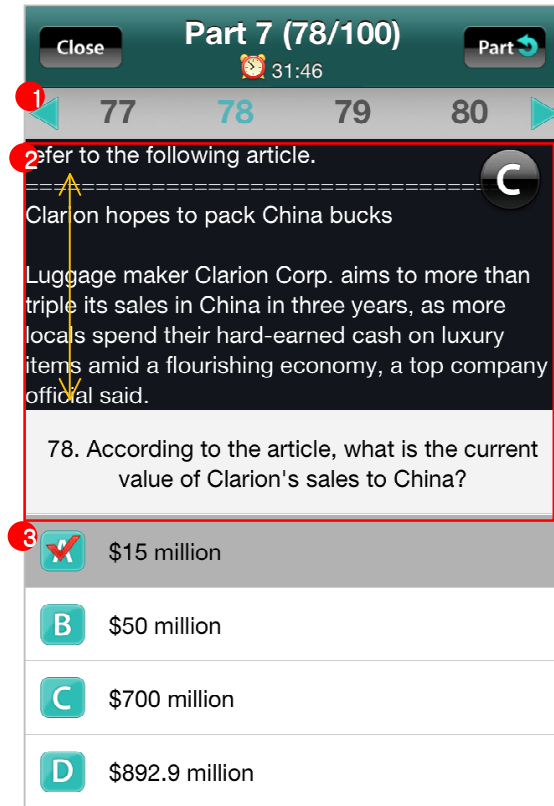 Close
Part 7 (78/100)
Part
31:46
1
77 78 79 80
2
efer to the following article.
C
============================================
Clarion hopes to pack China bucks
Luggage maker Clarion Corp. aims to more than
triple its sales in China in three years, as more
locals spend their hard-earned cash on luxury
items amid a flourishing economy, a top company
official said.
78. According to the article, what is the current
value of Clarion's sales to China?
3
A $15 million
B $50 million
C $700 million
D $892.9 million